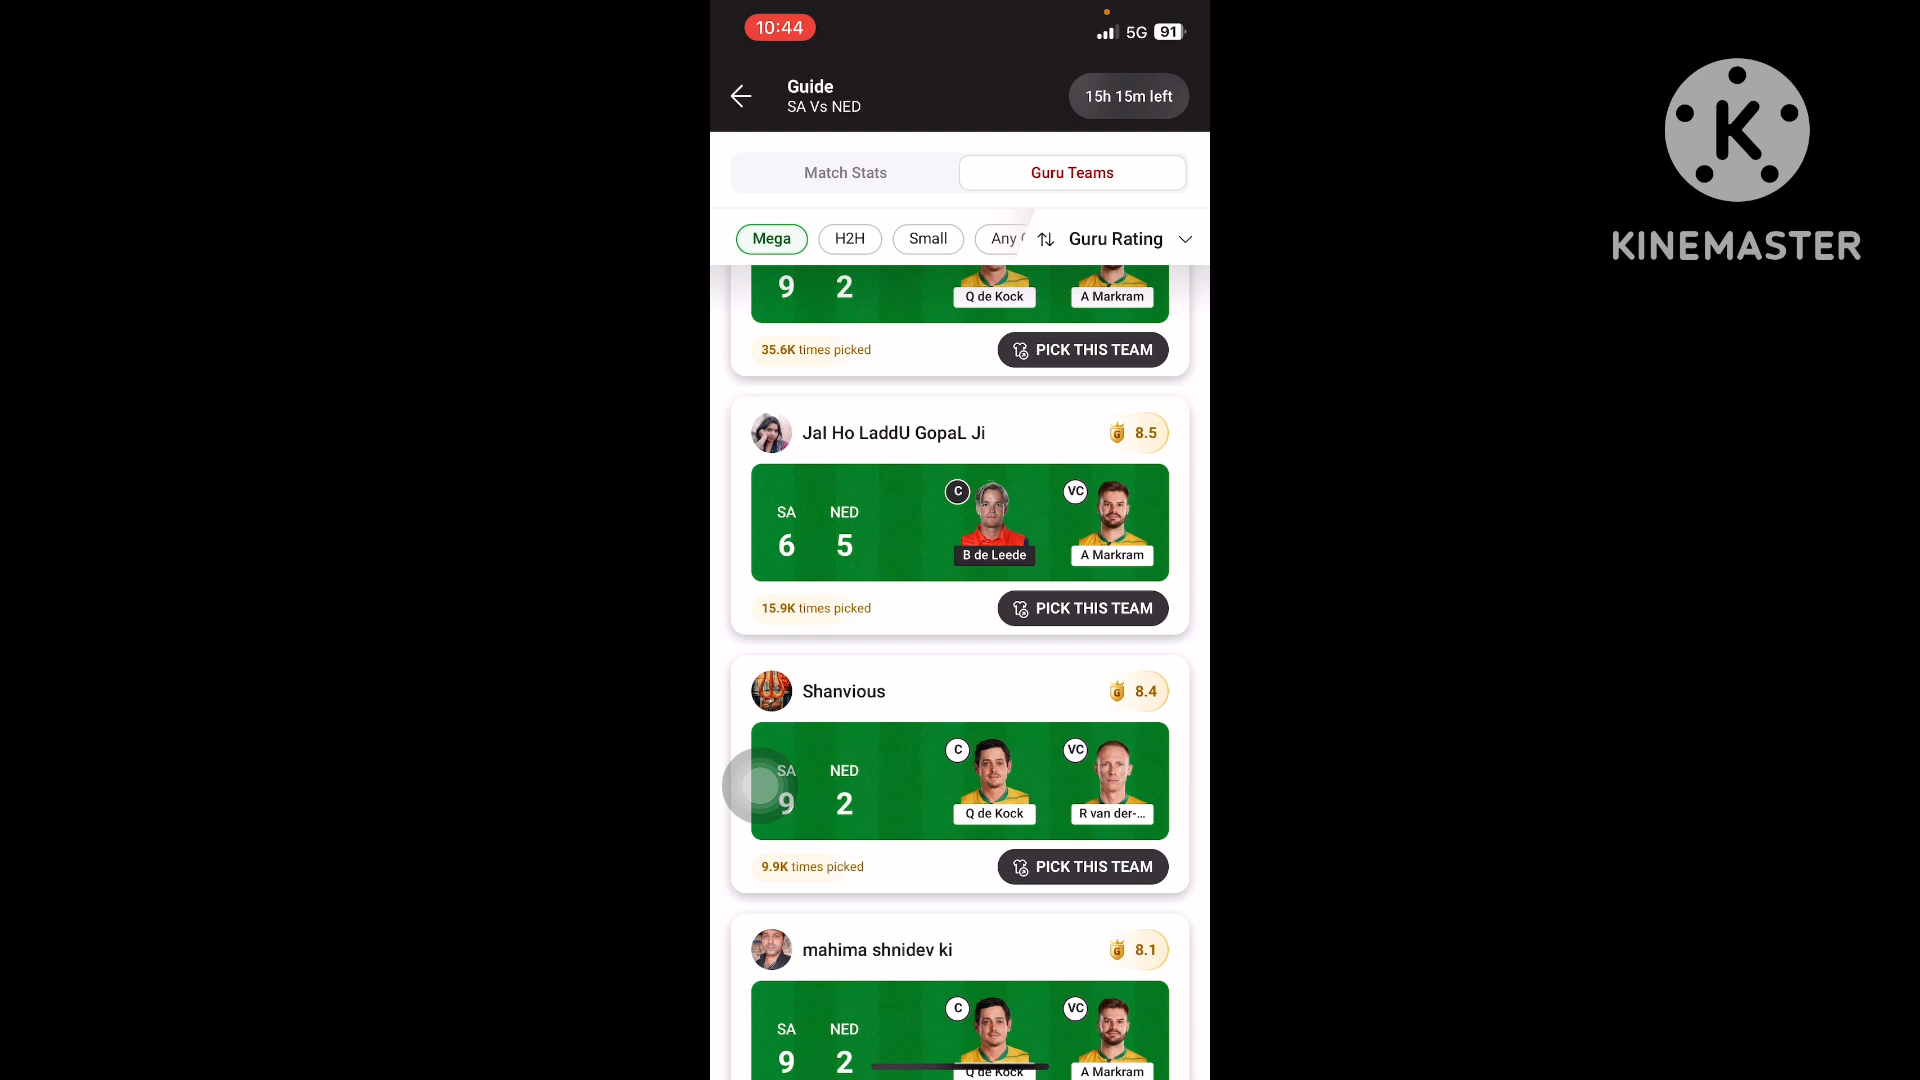 10:44
5G 91
Guide
SA Vs NED
15h 15m left
K
KINEMASTER
Match Stats
Guru Teams
Mega
H2H
Small
Any
Guru Rating
9 2
Q de Kock
A Markram
35.6K times picked
PICK THIS TEAM
JaI Ho LaddU GopaL Ji
G 8.5
SA NED
6 5
C
VC
B de Leede
A Markram
15.9K times picked
PICK THIS TEAM
Shanvious
G 8.4
SA NED
9 2
C
VC
Q de Kock
R van der-...
9.9K times picked
PICK THIS TEAM
mahima shnidev ki
G 8.1
SA NED
9 2
C
VC
Q de Kock
A Markram